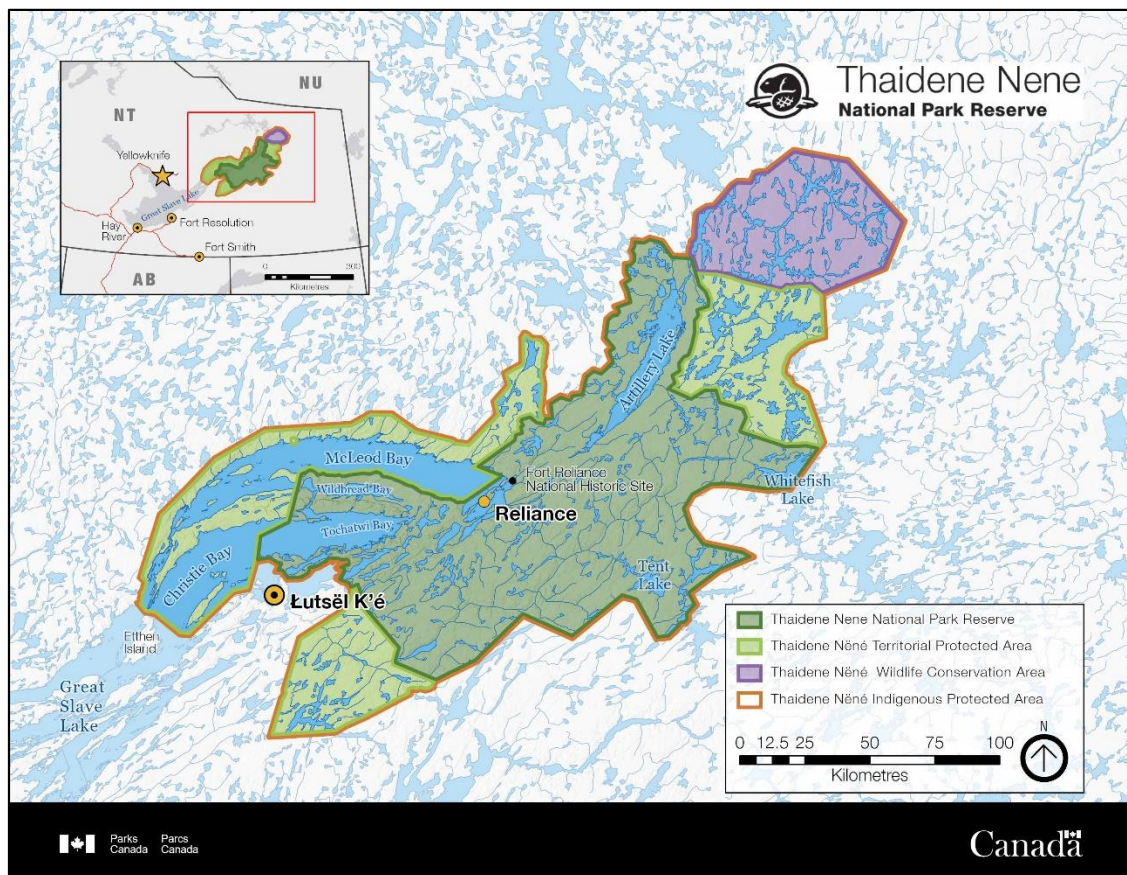 Thaidene Nene
National Park Reserve
NU
NT
Yellowknife
Great Slave Lake
Fort Resolution
Hay
River
Fort Smith
AB
0 200
Kilometres
Artillery Lake
McLeod Bay
Wildbread Bay
Fort Reliance
National Historic Site
Reliance
Whitefish
Lake
Tochatwi Bay
Christie Bay
Tent
Lake
Łutsël K'é
Etthen
Island
Great
Slave
Lake
Thaidene Nene National Park Reserve
Thaidene Nëné Territorial Protected Area
Thaidene Nëné Wildlife Conservation Area
Thaidene Nëné Indigenous Protected Area
N
0 12.5 25 50 75 100
Kilometres
Parks Parcs
Canada Canada
Canada